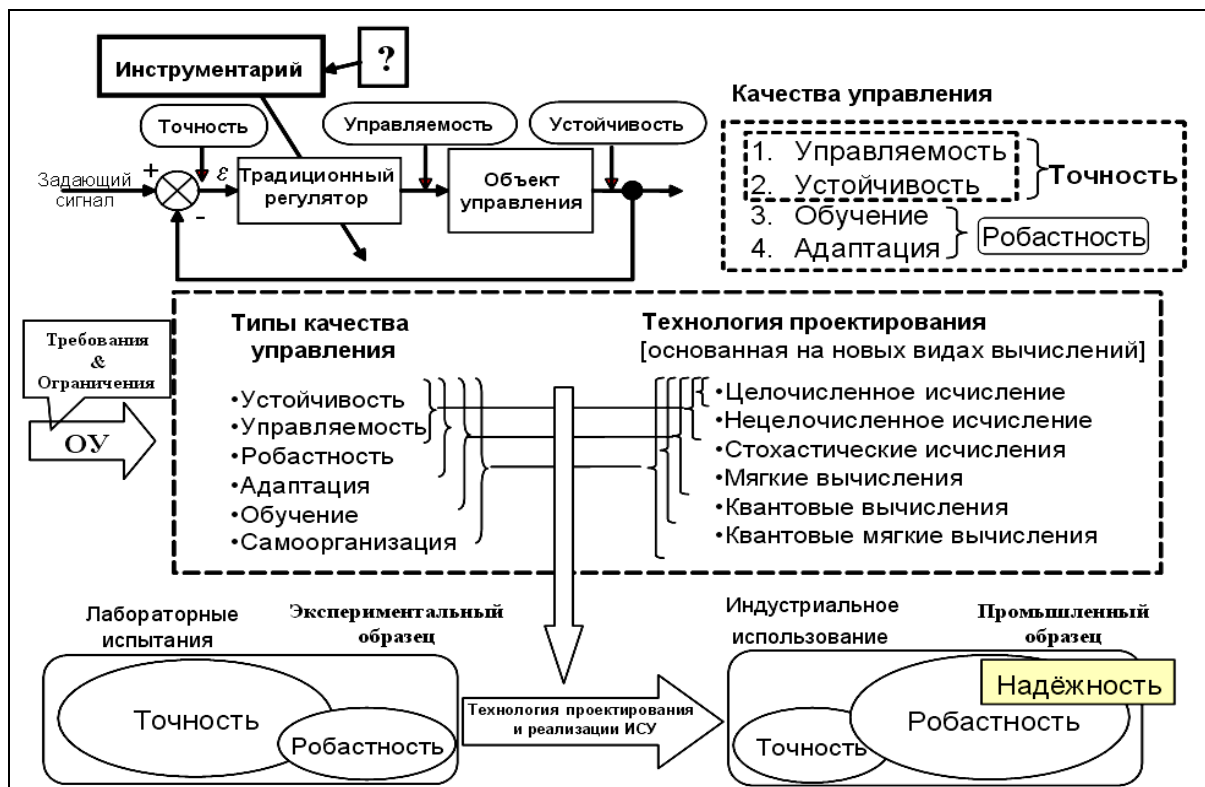 Инструментарий
?
Точность
Управляемость
Устойчивость
Задающий
сигнал
+
-
ε
Традиционный
регулятор
Объект
управления
Качества управления
1. Управляемость
2. Устойчивость
Точность
3. Обучение
4. Адаптация
Робастность
Требования
&
Ограничения
ОУ
Типы качества
управления
•Устойчивость
•Управляемость
•Робастность
•Адаптация
•Обучение
•Самоорганизация
Технология проектирования
[основанная на новых видах вычислений]
•Целочисленное исчисление
•Нецелочисленное исчисление
•Стохастические исчисления
•Мягкие вычисления
•Квантовые вычисления
•Квантовые мягкие вычисления
Лабораторные
испытания
Экспериментальный
образец
Точность
Робастность
Технология проектирования
и реализации ИСУ
Индустриальное
использование
Промышленный
образец
Надёжность
Робастность
Точность